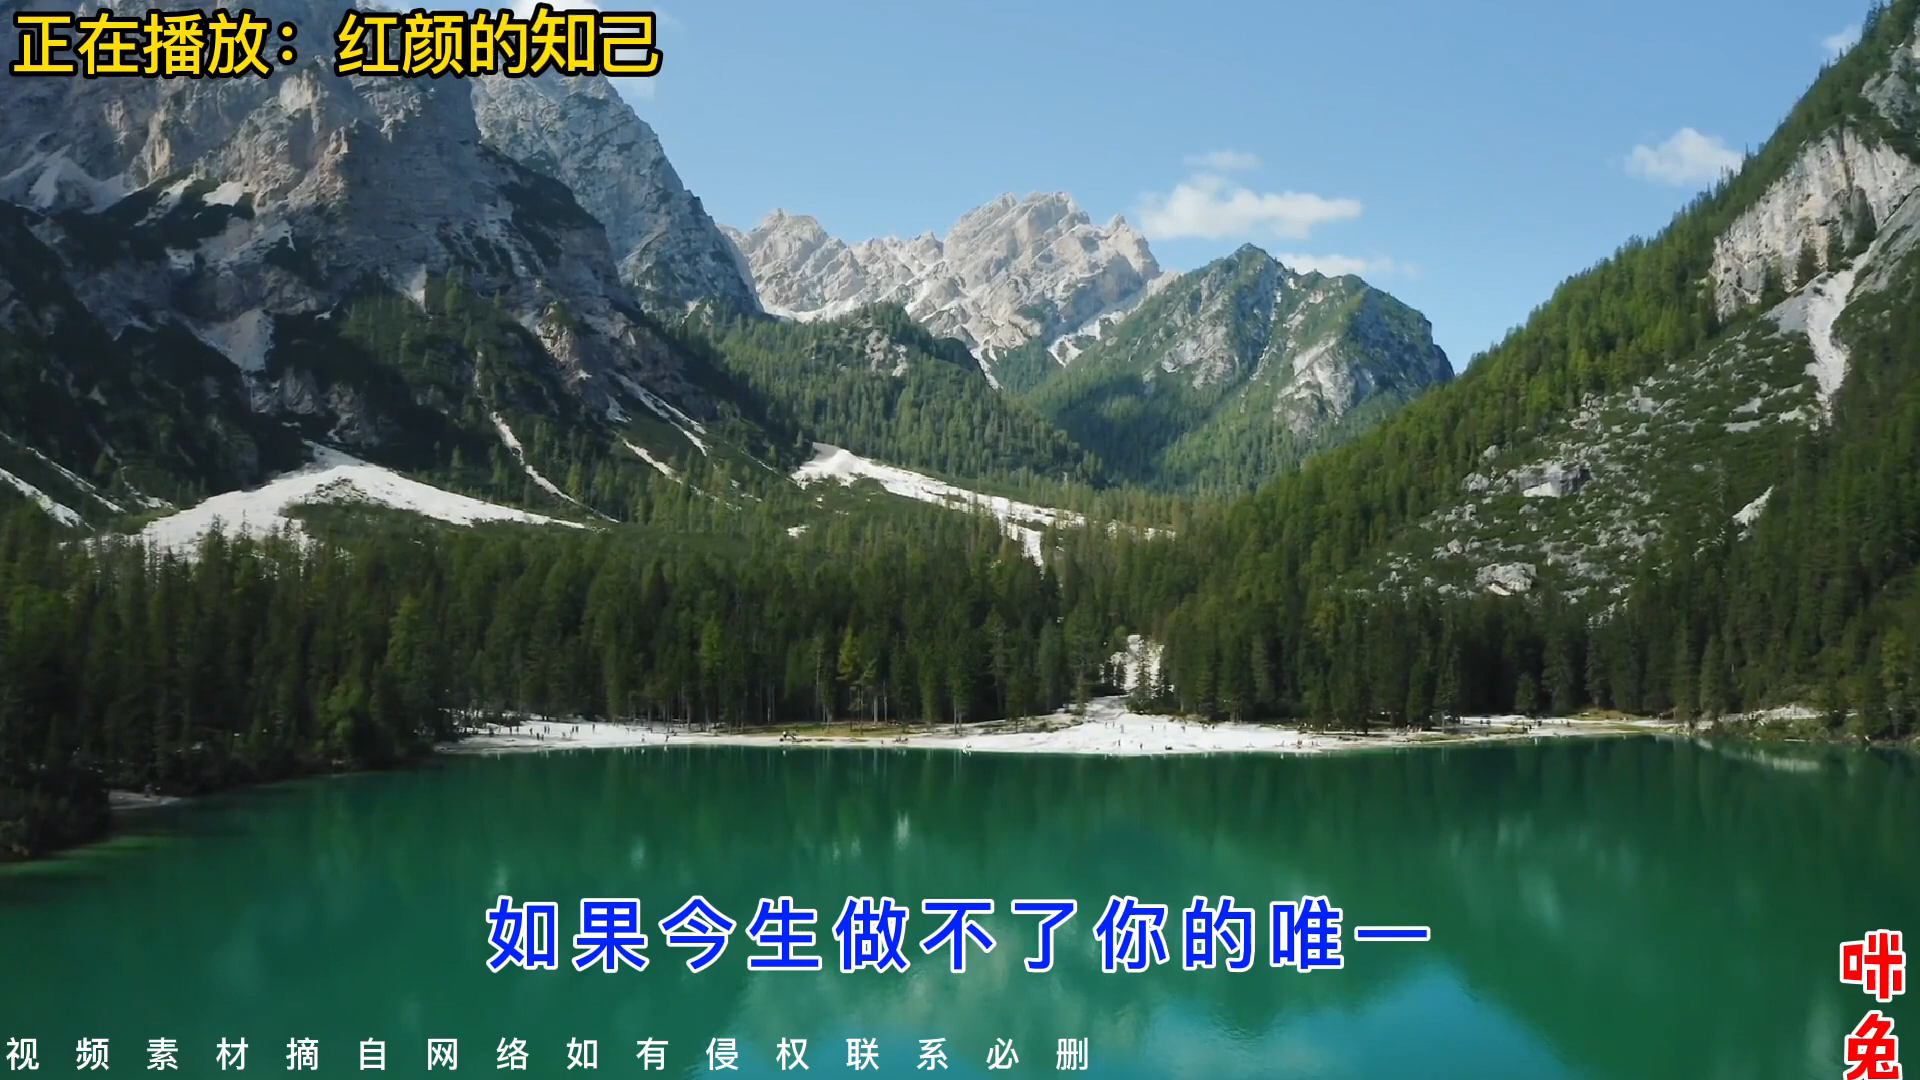 正在播放：红颜的知己
如果今生做不了你的唯一
咪兔
视频素材摘自网络如有侵权联系必删